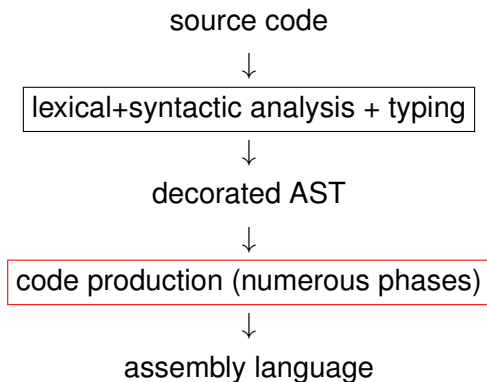 source code
↓
lexical+syntactic analysis + typing
↓
decorated AST
↓
code production (numerous phases)
↓
assembly language